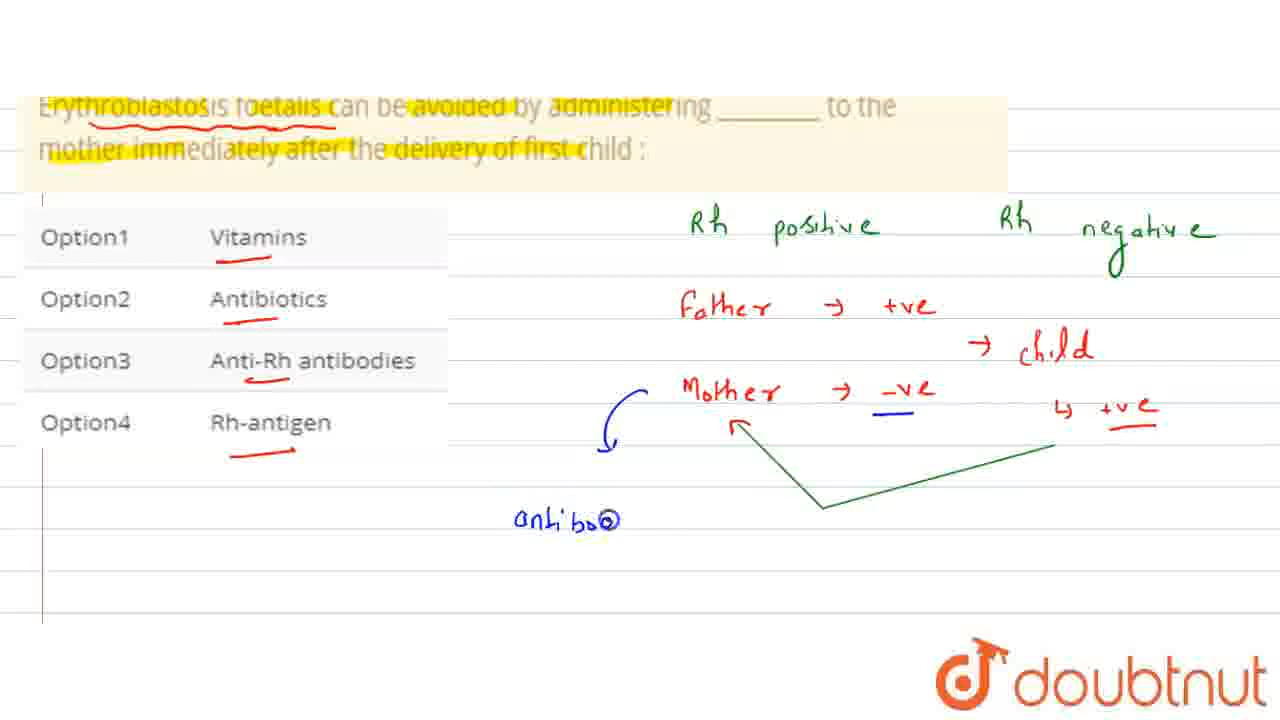 Erythroblastosis foetalis can be avoided by administering ________ to the
mother immediately after the delivery of first child :
Option1 Vitamins
Option2 Antibiotics
Option3 Anti-Rh antibodies
Option4 Rh-antigen
Rh positive Rh negative
Father → +ve
→ child
Mother → -ve
↳ +ve
antibo
doubtnut